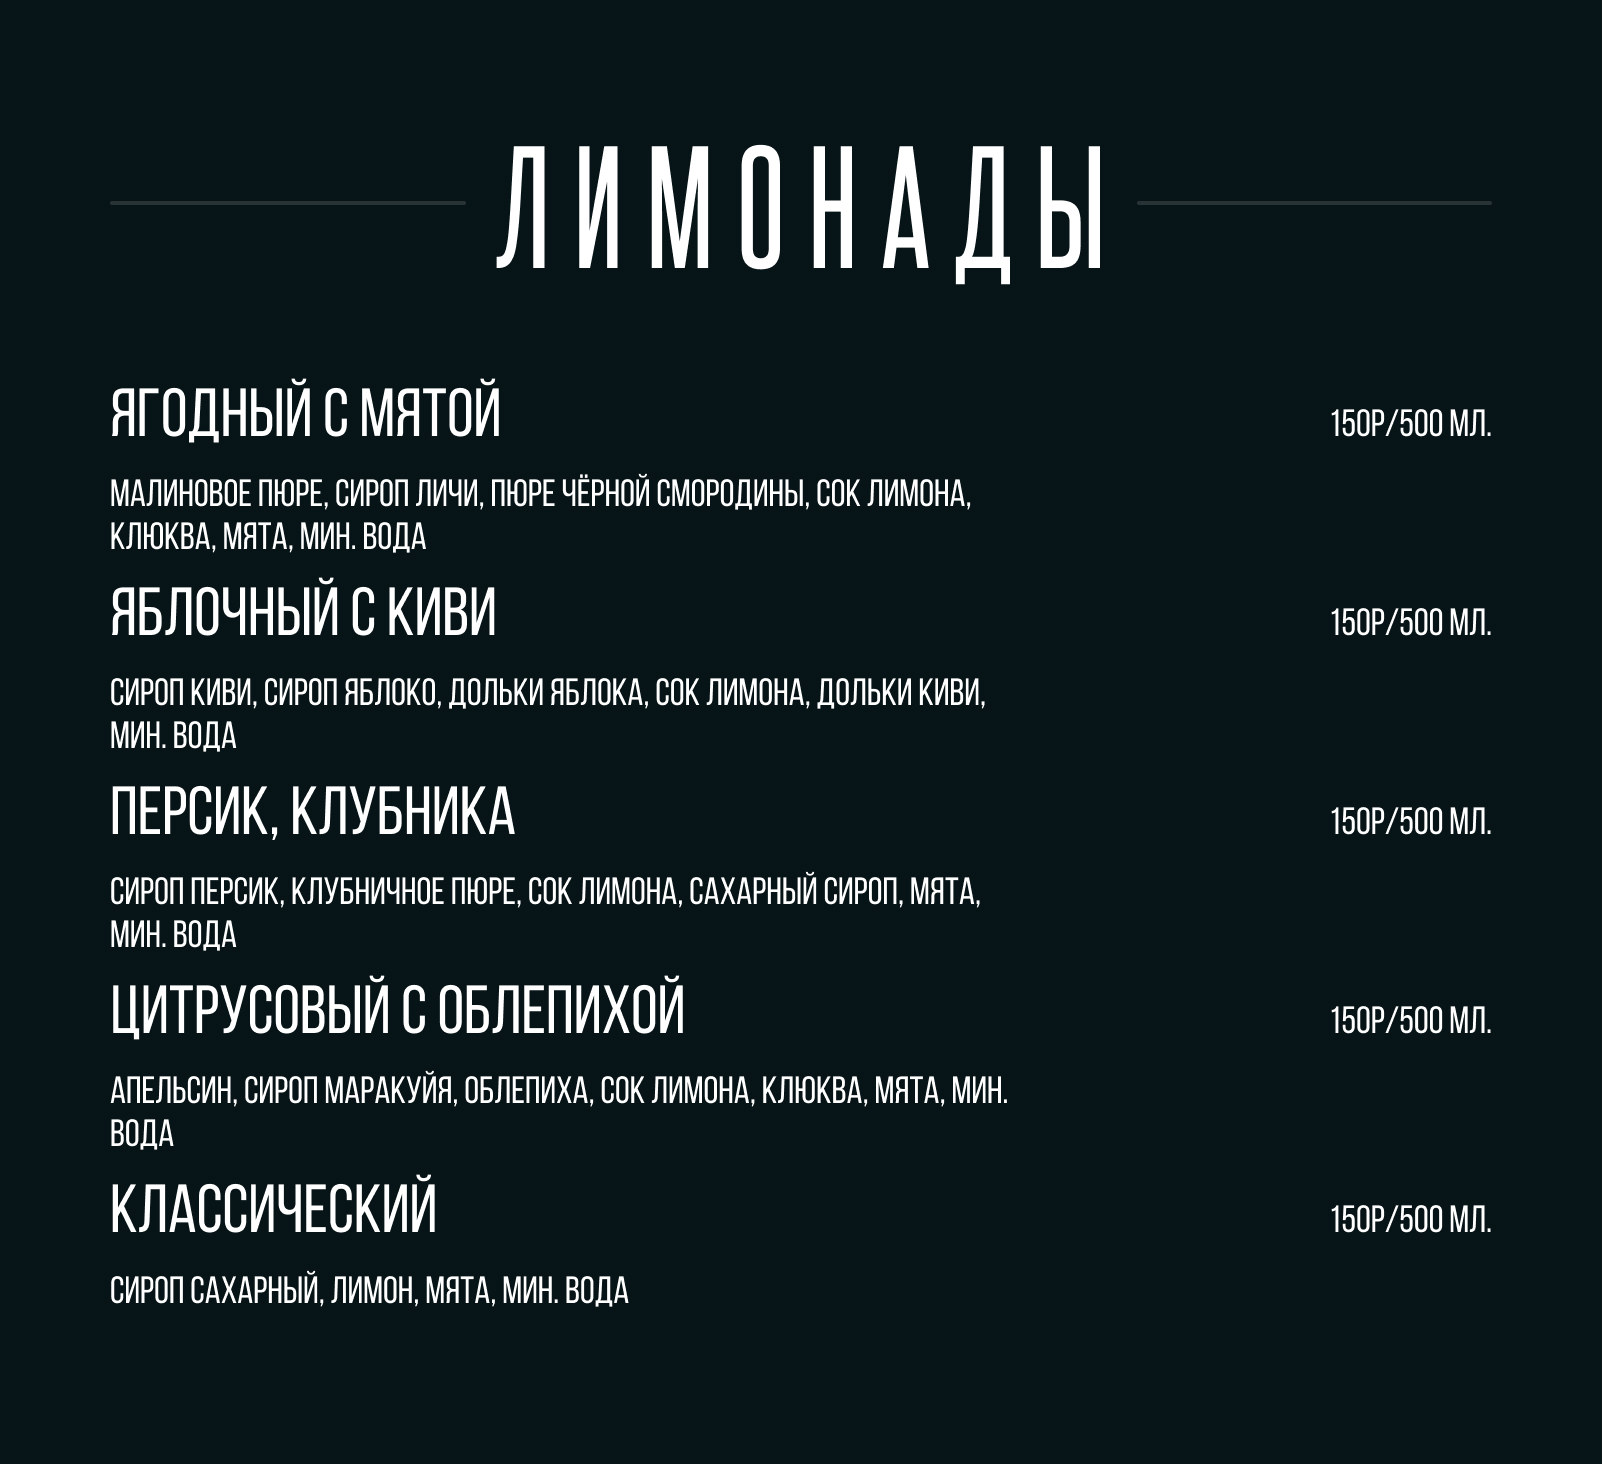 ЛИМОНАДЫ
ЯГОДНЫЙ С МЯТОЙ
150Р/500 МЛ.
МАЛИНОВОЕ ПЮРЕ, СИРОП ЛИЧИ, ПЮРЕ ЧЁРНОЙ СМОРОДИНЫ, СОК ЛИМОНА,
КЛЮКВА, МЯТА, МИН. ВОДА
ЯБЛОЧНЫЙ С КИВИ
150Р/500 МЛ.
СИРОП КИВИ, СИРОП ЯБЛОКО, ДОЛЬКИ ЯБЛОКА, СОК ЛИМОНА, ДОЛЬКИ КИВИ,
МИН. ВОДА
ПЕРСИК, КЛУБНИКА
150Р/500 МЛ.
СИРОП ПЕРСИК, КЛУБНИЧНОЕ ПЮРЕ, СОК ЛИМОНА, САХАРНЫЙ СИРОП, МЯТА,
МИН. ВОДА
ЦИТРУСОВЫЙ С ОБЛЕПИХОЙ
150Р/500 МЛ.
АПЕЛЬСИН, СИРОП МАРАКУЙЯ, ОБЛЕПИХА, СОК ЛИМОНА, КЛЮКВА, МЯТА, МИН.
ВОДА
КЛАССИЧЕСКИЙ
150Р/500 МЛ.
СИРОП САХАРНЫЙ, ЛИМОН, МЯТА, МИН. ВОДА